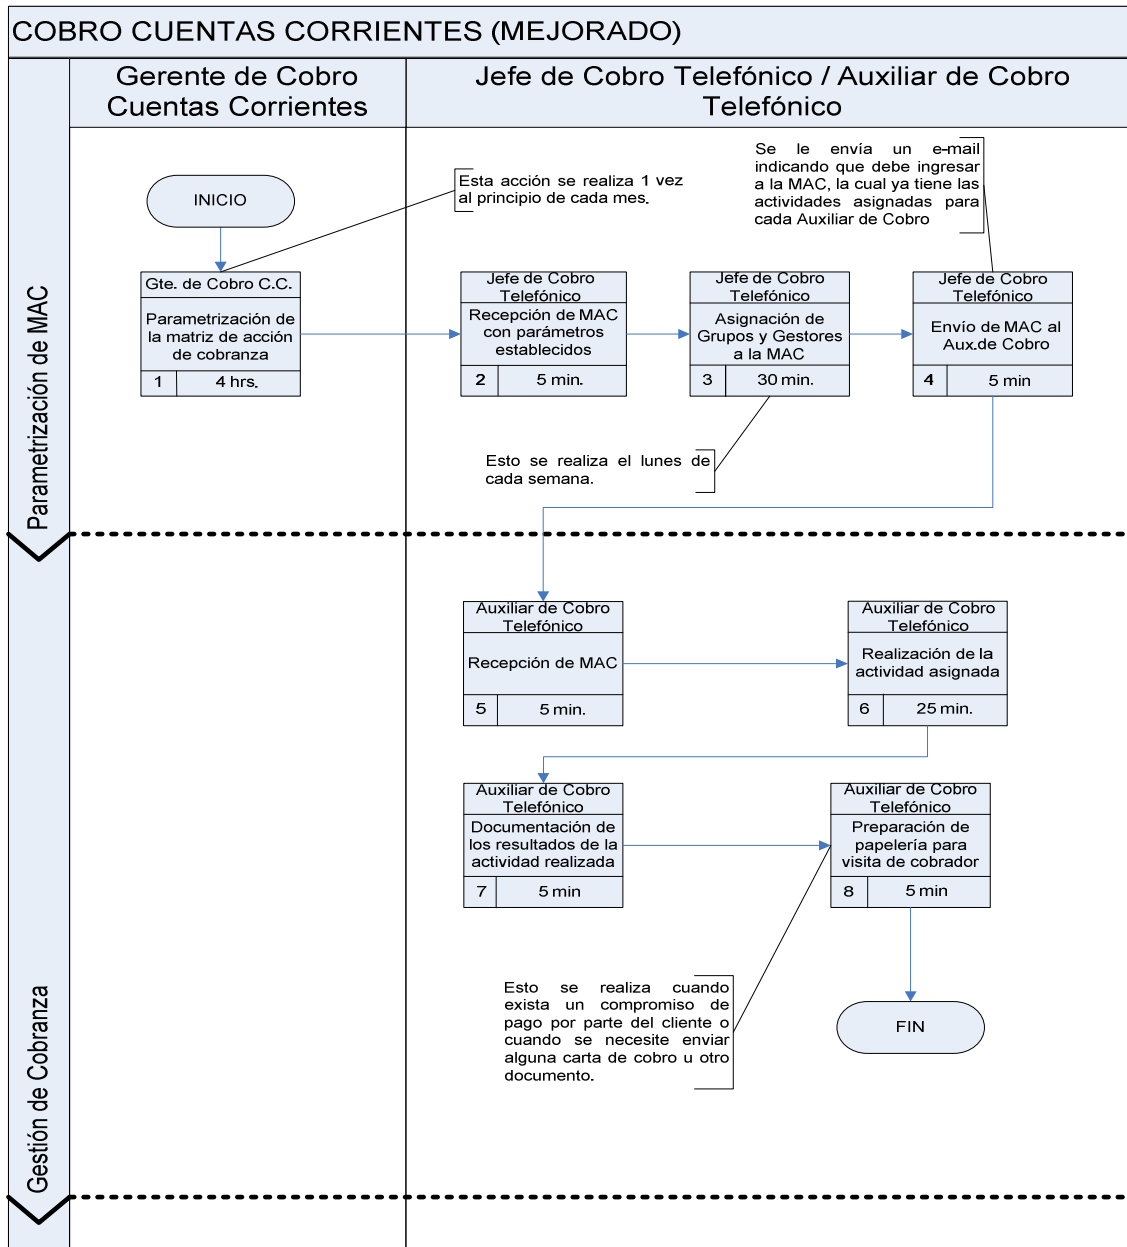 COBRO CUENTAS CORRIENTES (MEJORADO)
Gerente de Cobro
Cuentas Corrientes
Jefe de Cobro Telefónico / Auxiliar de Cobro
Telefónico
Parametrización de MAC
INICIO
Esta acción se realiza 1 vez
al principio de cada mes.
Se le envía un e-mail
indicando que debe ingresar
a la MAC, la cual ya tiene las
actividades asignadas para
cada Auxiliar de Cobro
Gte. de Cobro C.C.
Parametrización de
la matriz de acción
de cobranza
1 4 hrs.
Jefe de Cobro
Telefónico
Recepción de MAC
con parámetros
establecidos
2 5 min.
Jefe de Cobro
Telefónico
Asignación de
Grupos y Gestores
a la MAC
3 30 min.
Jefe de Cobro
Telefónico
Envío de MAC al
Aux.de Cobro
4 5 min
Esto se realiza el lunes de
cada semana.
Gestión de Cobranza
Auxiliar de Cobro
Telefónico
Recepción de MAC
5 5 min.
Auxiliar de Cobro
Telefónico
Realización de la
actividad asignada
6 25 min.
Auxiliar de Cobro
Telefónico
Documentación de
los resultados de la
actividad realizada
7 5 min
Auxiliar de Cobro
Telefónico
Preparación de
papelería para
visita de cobrador
8 5 min
Esto se realiza cuando
exista un compromiso de
pago por parte del cliente o
cuando se necesite enviar
alguna carta de cobro u otro
documento.
FIN